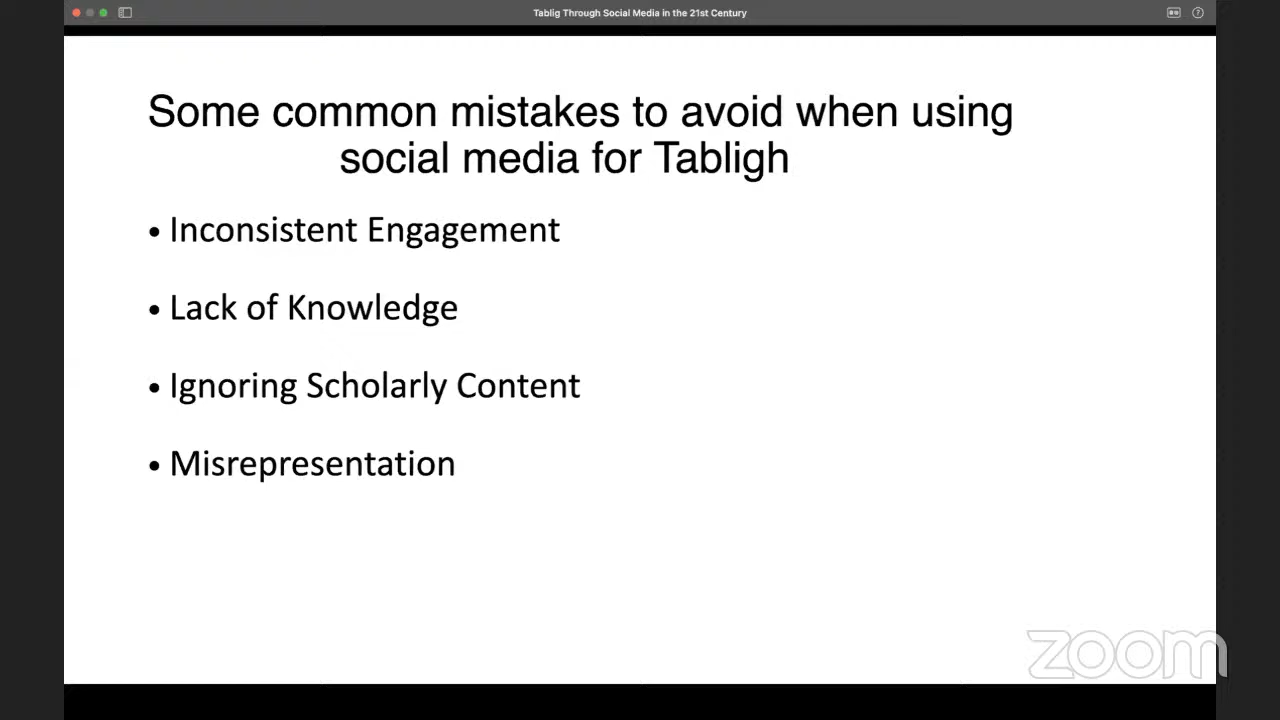 Tablig Through Social Media in the 21st Century
Some common mistakes to avoid when using
social media for Tabligh
• Inconsistent Engagement
• Lack of Knowledge
• Ignoring Scholarly Content
• Misrepresentation
zoom